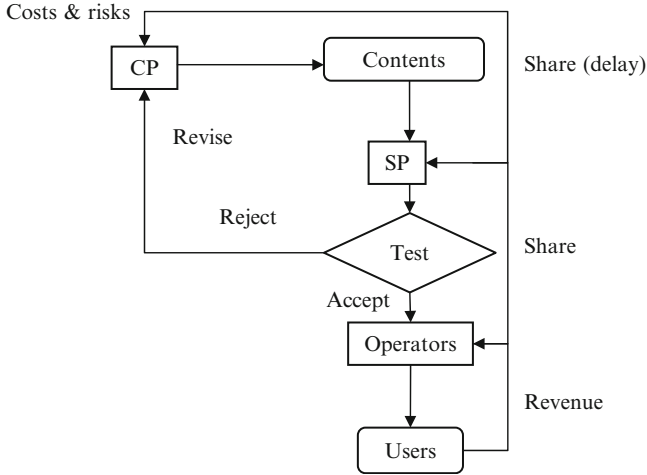 Costs & risks
CP
Contents
Share (delay)
Revise
SP
Reject
Test
Share
Accept
Operators
Revenue
Users